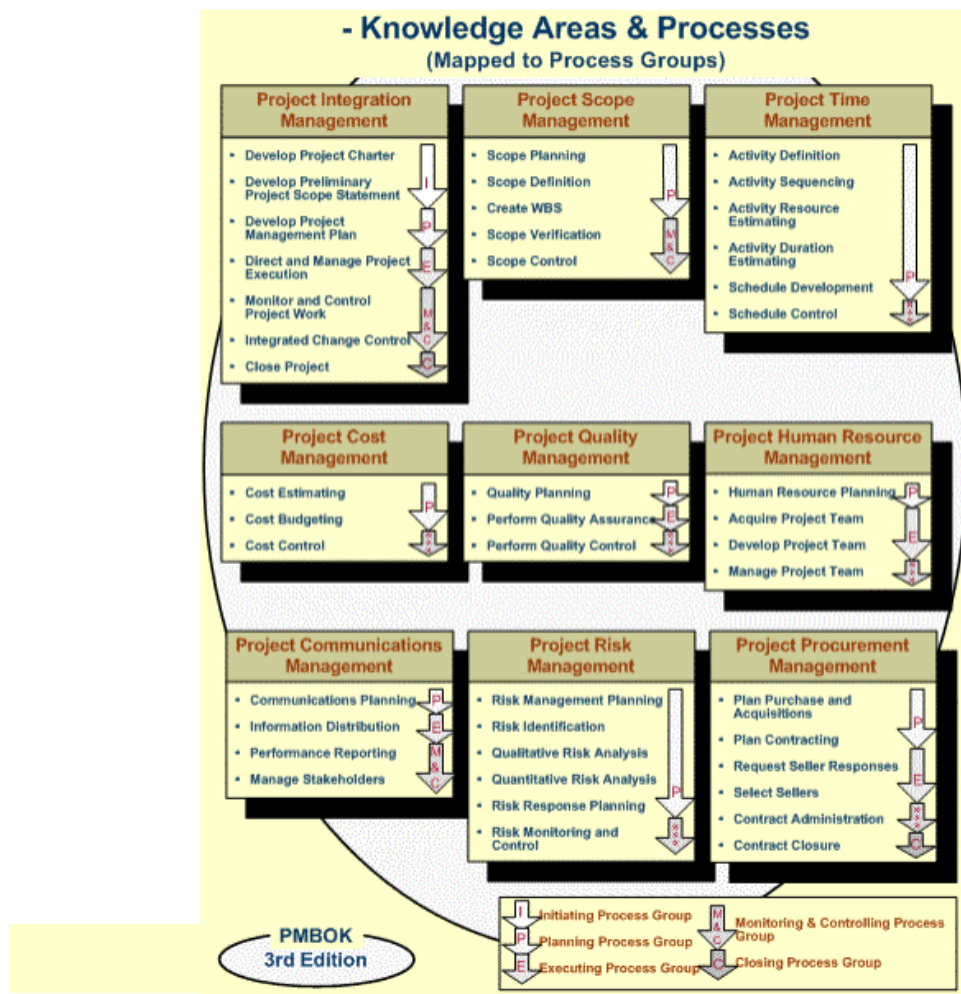 - Knowledge Areas & Processes
(Mapped to Process Groups)
Project Integration
Management
• Develop Project Charter
• Develop Preliminary
Project Scope Statement
• Develop Project
Management Plan
• Direct and Manage Project
Execution
• Monitor and Control
Project Work
• Integrated Change Control
• Close Project
I
P
E
M
&
C
C
Project Scope
Management
• Scope Planning
• Scope Definition
• Create WBS
• Scope Verification
• Scope Control
P
M
&
C
Project Time
Management
• Activity Definition
• Activity Sequencing
• Activity Resource
Estimating
• Activity Duration
Estimating
• Schedule Development
• Schedule Control
P
Project Cost
Management
• Cost Estimating
• Cost Budgeting
• Cost Control
P
Project Quality
Management
• Quality Planning
• Perform Quality Assurance
• Perform Quality Control
P
E
Project Human Resource
Management
• Human Resource Planning
• Acquire Project Team
• Develop Project Team
• Manage Project Team
P
E
Project Communications
Management
• Communications Planning
• Information Distribution
• Performance Reporting
• Manage Stakeholders
P
E
M
&
C
Project Risk
Management
• Risk Management Planning
• Risk Identification
• Qualitative Risk Analysis
• Quantitative Risk Analysis
• Risk Response Planning
• Risk Monitoring and
Control
P
Project Procurement
Management
• Plan Purchase and
Acquisitions
• Plan Contracting
• Request Seller Responses
• Select Sellers
• Contract Administration
• Contract Closure
P
E
C
PMBOK
3rd Edition
I Initiating Process Group
P Planning Process Group
E Executing Process Group
M
&
C
Monitoring & Controlling Process
Group
C Closing Process Group